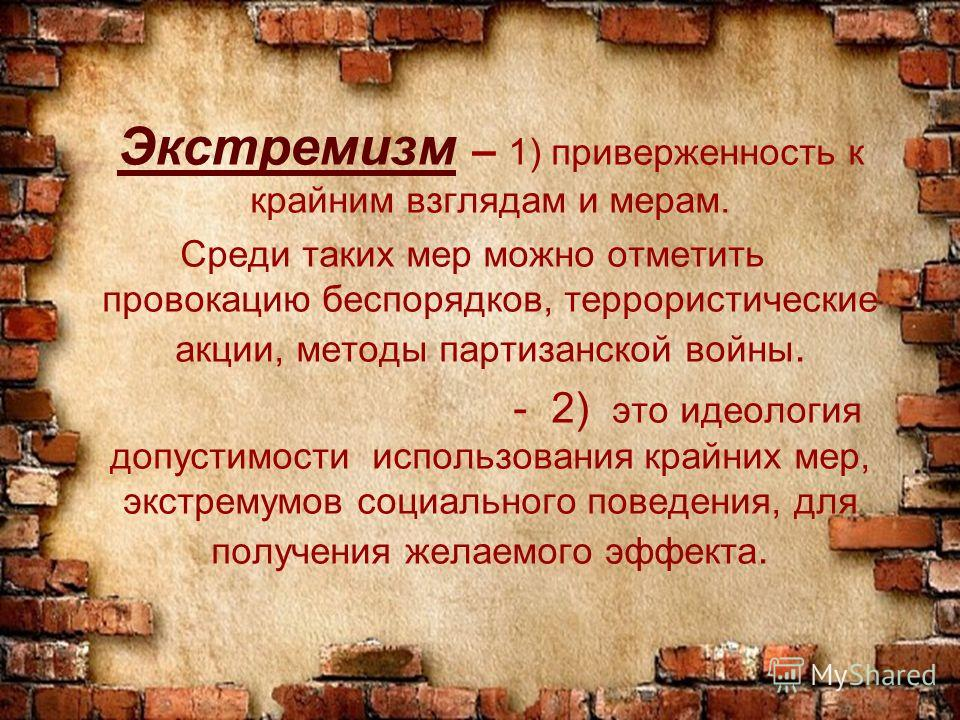 Экстремизм – 1) приверженность к
крайним взглядам и мерам.
Среди таких мер можно отметить
провокацию беспорядков, террористические
акции, методы партизанской войны.
- 2) это идеология
допустимости использования крайних мер,
экстремумов социального поведения, для
получения желаемого эффекта.
MyShared